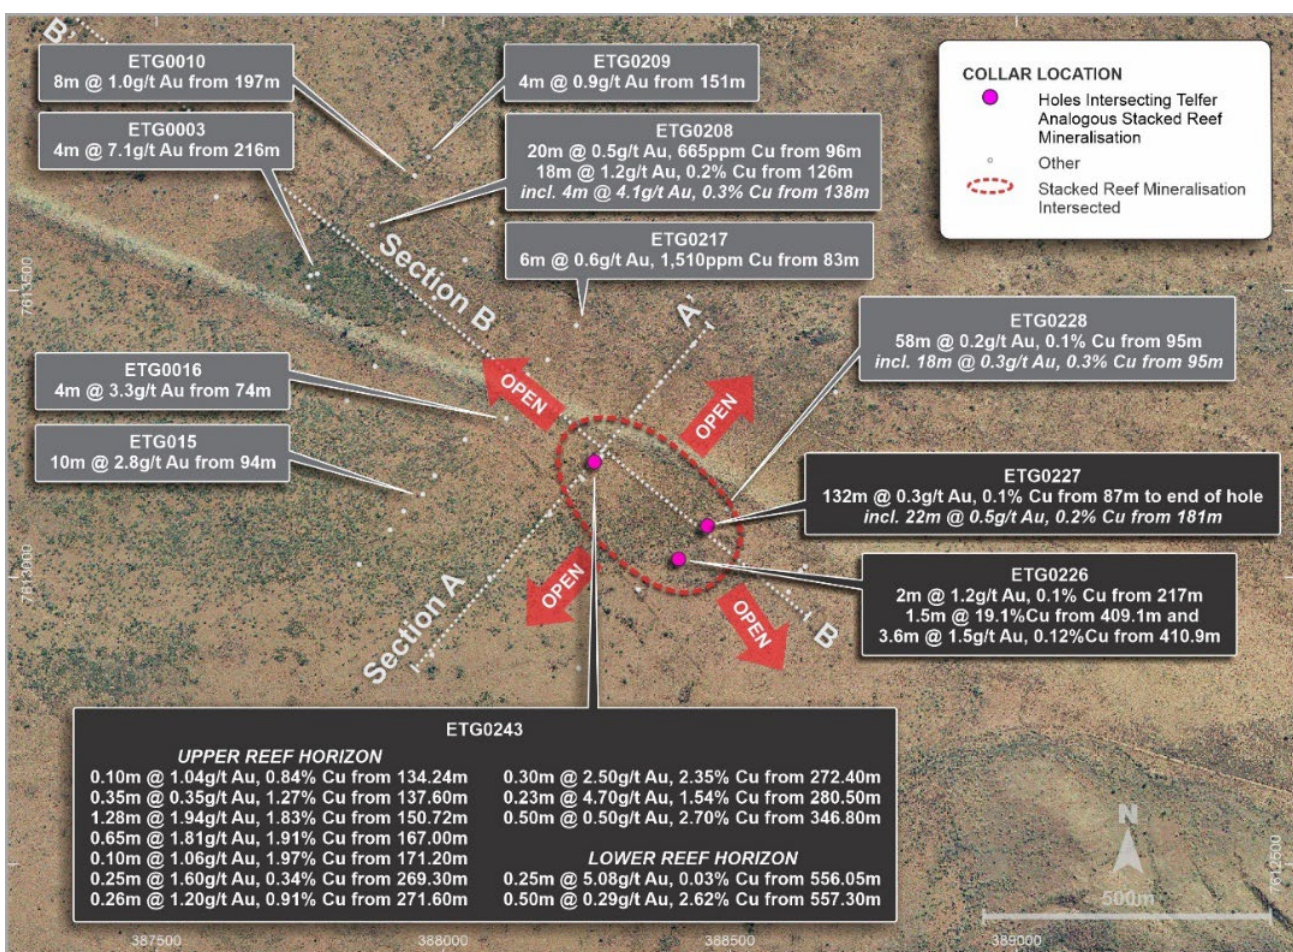 B'
ETG0010
8m @ 1.0g/t Au from 197m
ETG0209
4m @ 0.9g/t Au from 151m
COLLAR LOCATION
Holes Intersecting Telfer
Analogous Stacked Reef
Mineralisation
Other
Stacked Reef Mineralisation
Intersected
ETG0003
4m @ 7.1g/t Au from 216m
ETG0208
20m @ 0.5g/t Au, 665ppm Cu from 96m
18m @ 1.2g/t Au, 0.2% Cu from 126m
incl. 4m @ 4.1g/t Au, 0.3% Cu from 138m
ETG0217
6m @ 0.6g/t Au, 1,510ppm Cu from 83m
Section B
7613500
A'
ETG0228
58m @ 0.2g/t Au, 0.1% Cu from 95m
incl. 18m @ 0.3g/t Au, 0.3% Cu from 95m
ETG0016
4m @ 3.3g/t Au from 74m
OPEN
OPEN
ETG015
10m @ 2.8g/t Au from 94m
ETG0227
132m @ 0.3g/t Au, 0.1% Cu from 87m to end of hole
incl. 22m @ 0.5g/t Au, 0.2% Cu from 181m
7613000
Section A
OPEN
OPEN
B
ETG0226
2m @ 1.2g/t Au, 0.1% Cu from 217m
1.5m @ 19.1%Cu from 409.1m and
3.6m @ 1.5g/t Au, 0.12%Cu from 410.9m
ETG0243
UPPER REEF HORIZON
0.10m @ 1.04g/t Au, 0.84% Cu from 134.24m
0.35m @ 0.35g/t Au, 1.27% Cu from 137.60m
1.28m @ 1.94g/t Au, 1.83% Cu from 150.72m
0.65m @ 1.81g/t Au, 1.91% Cu from 167.00m
0.10m @ 1.06g/t Au, 1.97% Cu from 171.20m
0.25m @ 1.60g/t Au, 0.34% Cu from 269.30m
0.26m @ 1.20g/t Au, 0.91% Cu from 271.60m
0.30m @ 2.50g/t Au, 2.35% Cu from 272.40m
0.23m @ 4.70g/t Au, 1.54% Cu from 280.50m
0.50m @ 0.50g/t Au, 2.70% Cu from 346.80m
LOWER REEF HORIZON
0.25m @ 5.08g/t Au, 0.03% Cu from 556.05m
0.50m @ 0.29g/t Au, 2.62% Cu from 557.30m
N
500m
7612500
387500
388000
388500
389000